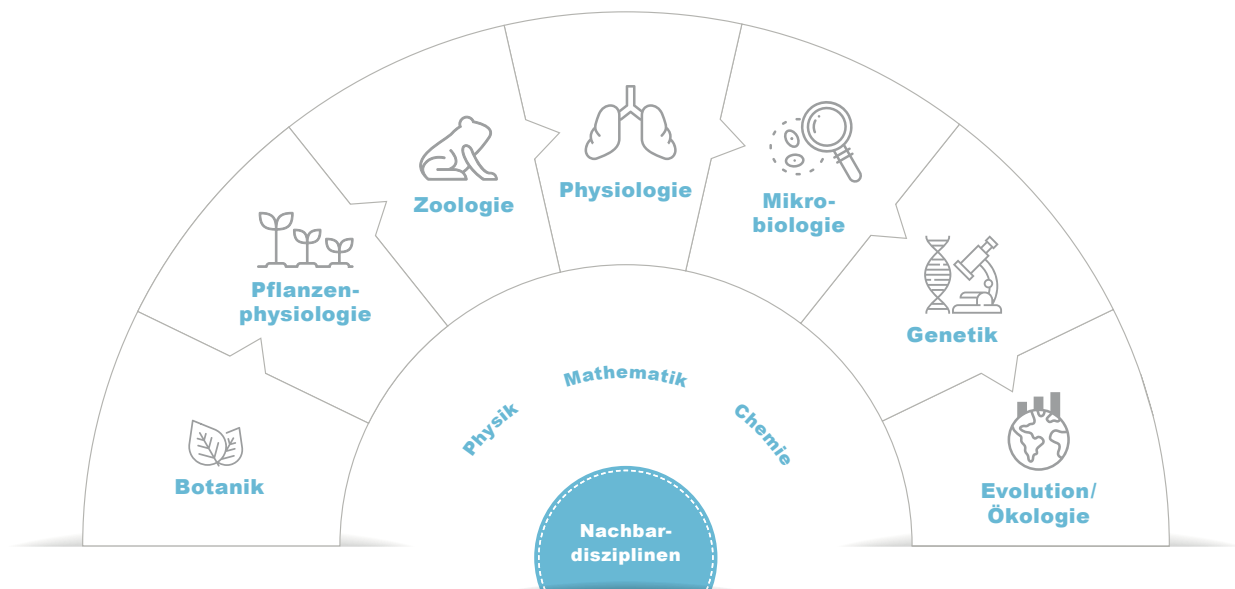 Botanik
Pflanzen-
physiologie
Zoologie
Physiologie
Mikro-
biologie
Genetik
Evolution/
Ökologie
Physik
Mathematik
Chemie
Nachbar-
disziplinen